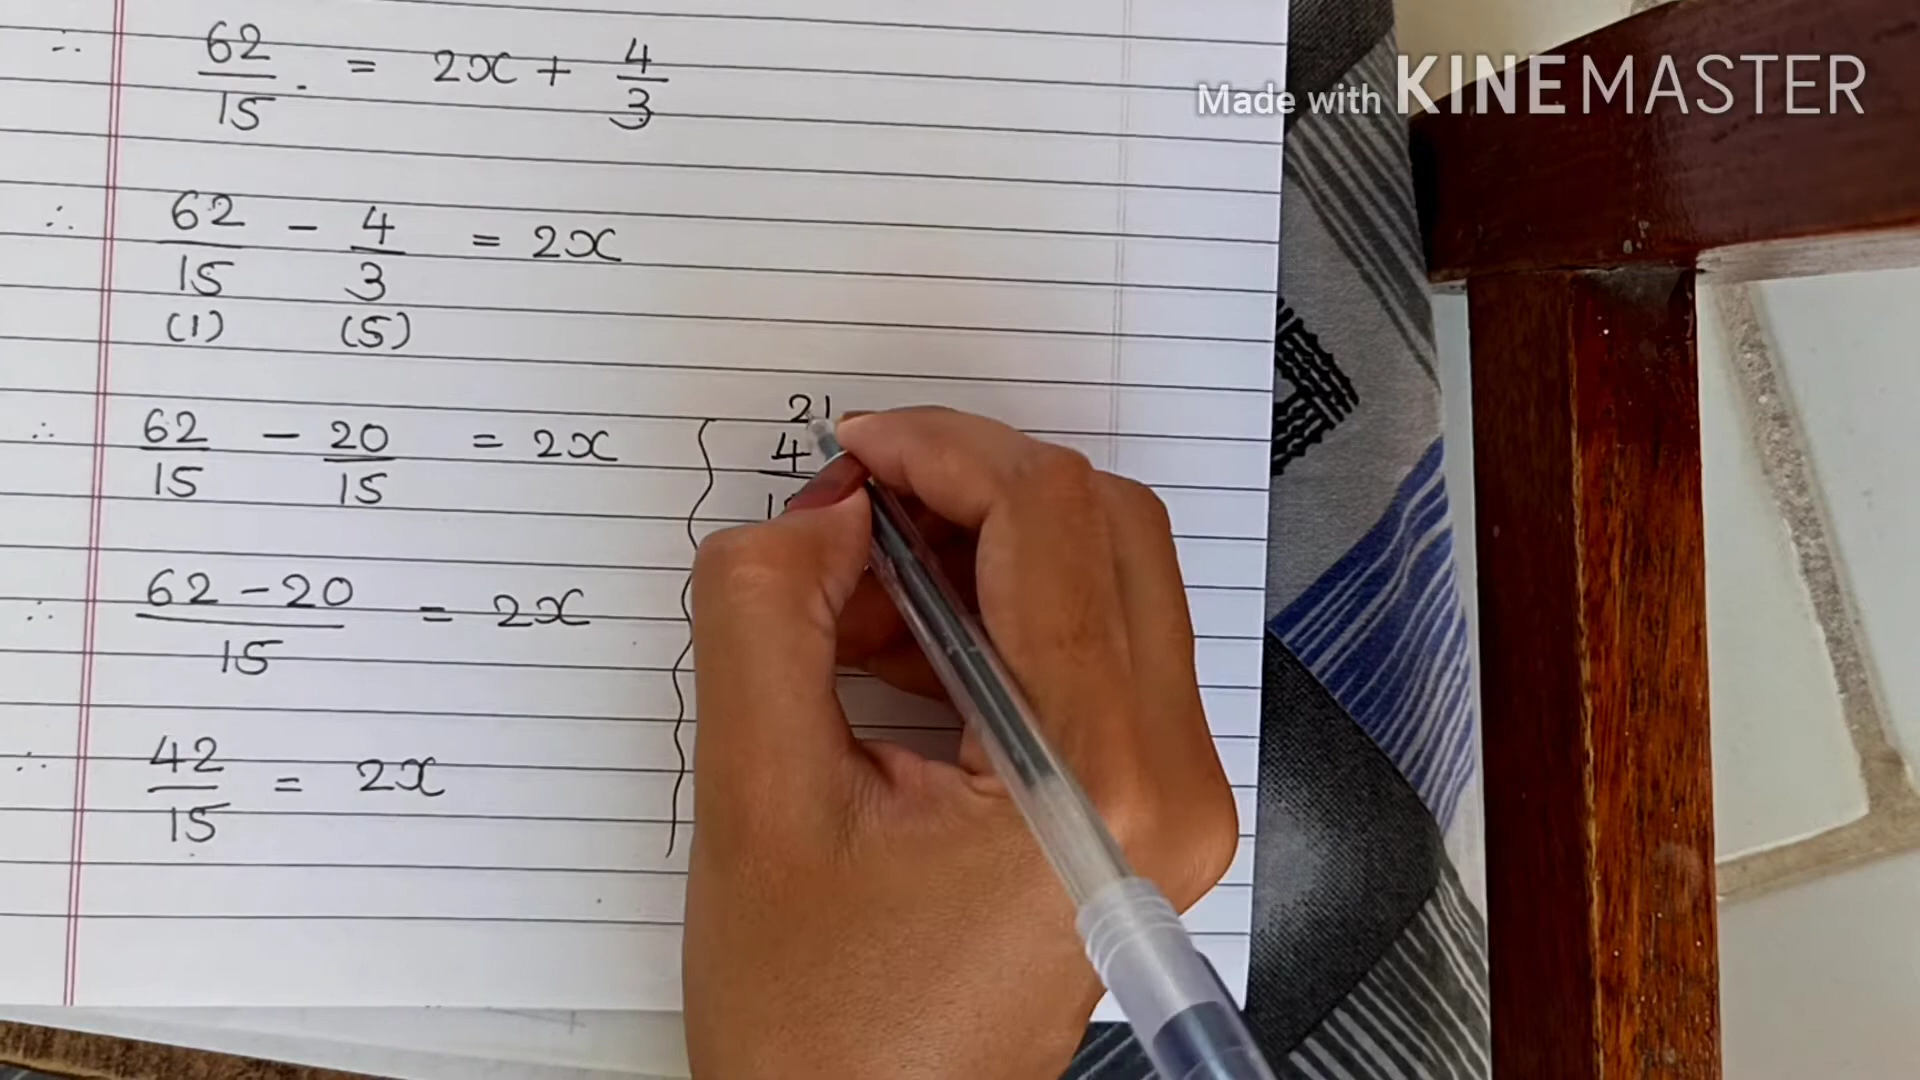 ∴ 62/15 = 2x + 4/3
∴ 62/15 - 4/3 = 2x
(1) (5)
∴ 62/15 - 20/15 = 2x
∴ (62 - 20)/15 = 2x
∴ 42/15 = 2x
21
4
Made with KINEMASTER